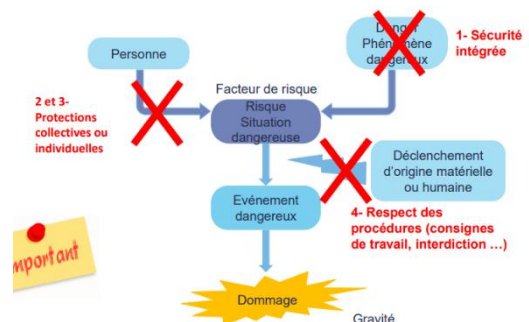 Danger
Phénomène
dangereux
1- Sécurité
intégrée
Personne
Facteur de risque
2 et 3-
Protections
collectives ou
individuelles
Risque
Situation
dangereuse
Déclenchement
d'origine matérielle
ou humaine
Evénement
dangereux
4- Respect des
procédures (consignes
de travail, interdiction ...)
Important
Dommage
Gravité